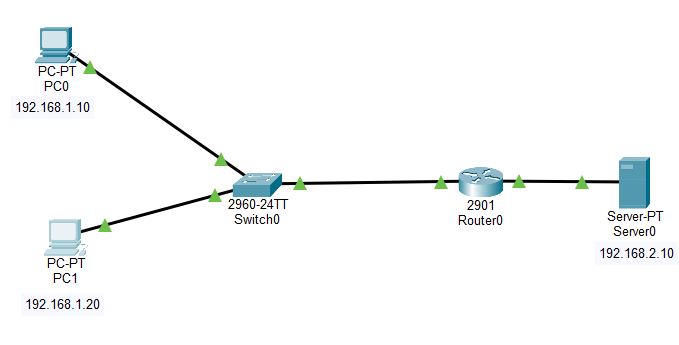 PC-PT
PC0
192.168.1.10
2960-24TT
Switch0
2901
Router0
Server-PT
Server0
192.168.2.10
PC-PT
PC1
192.168.1.20